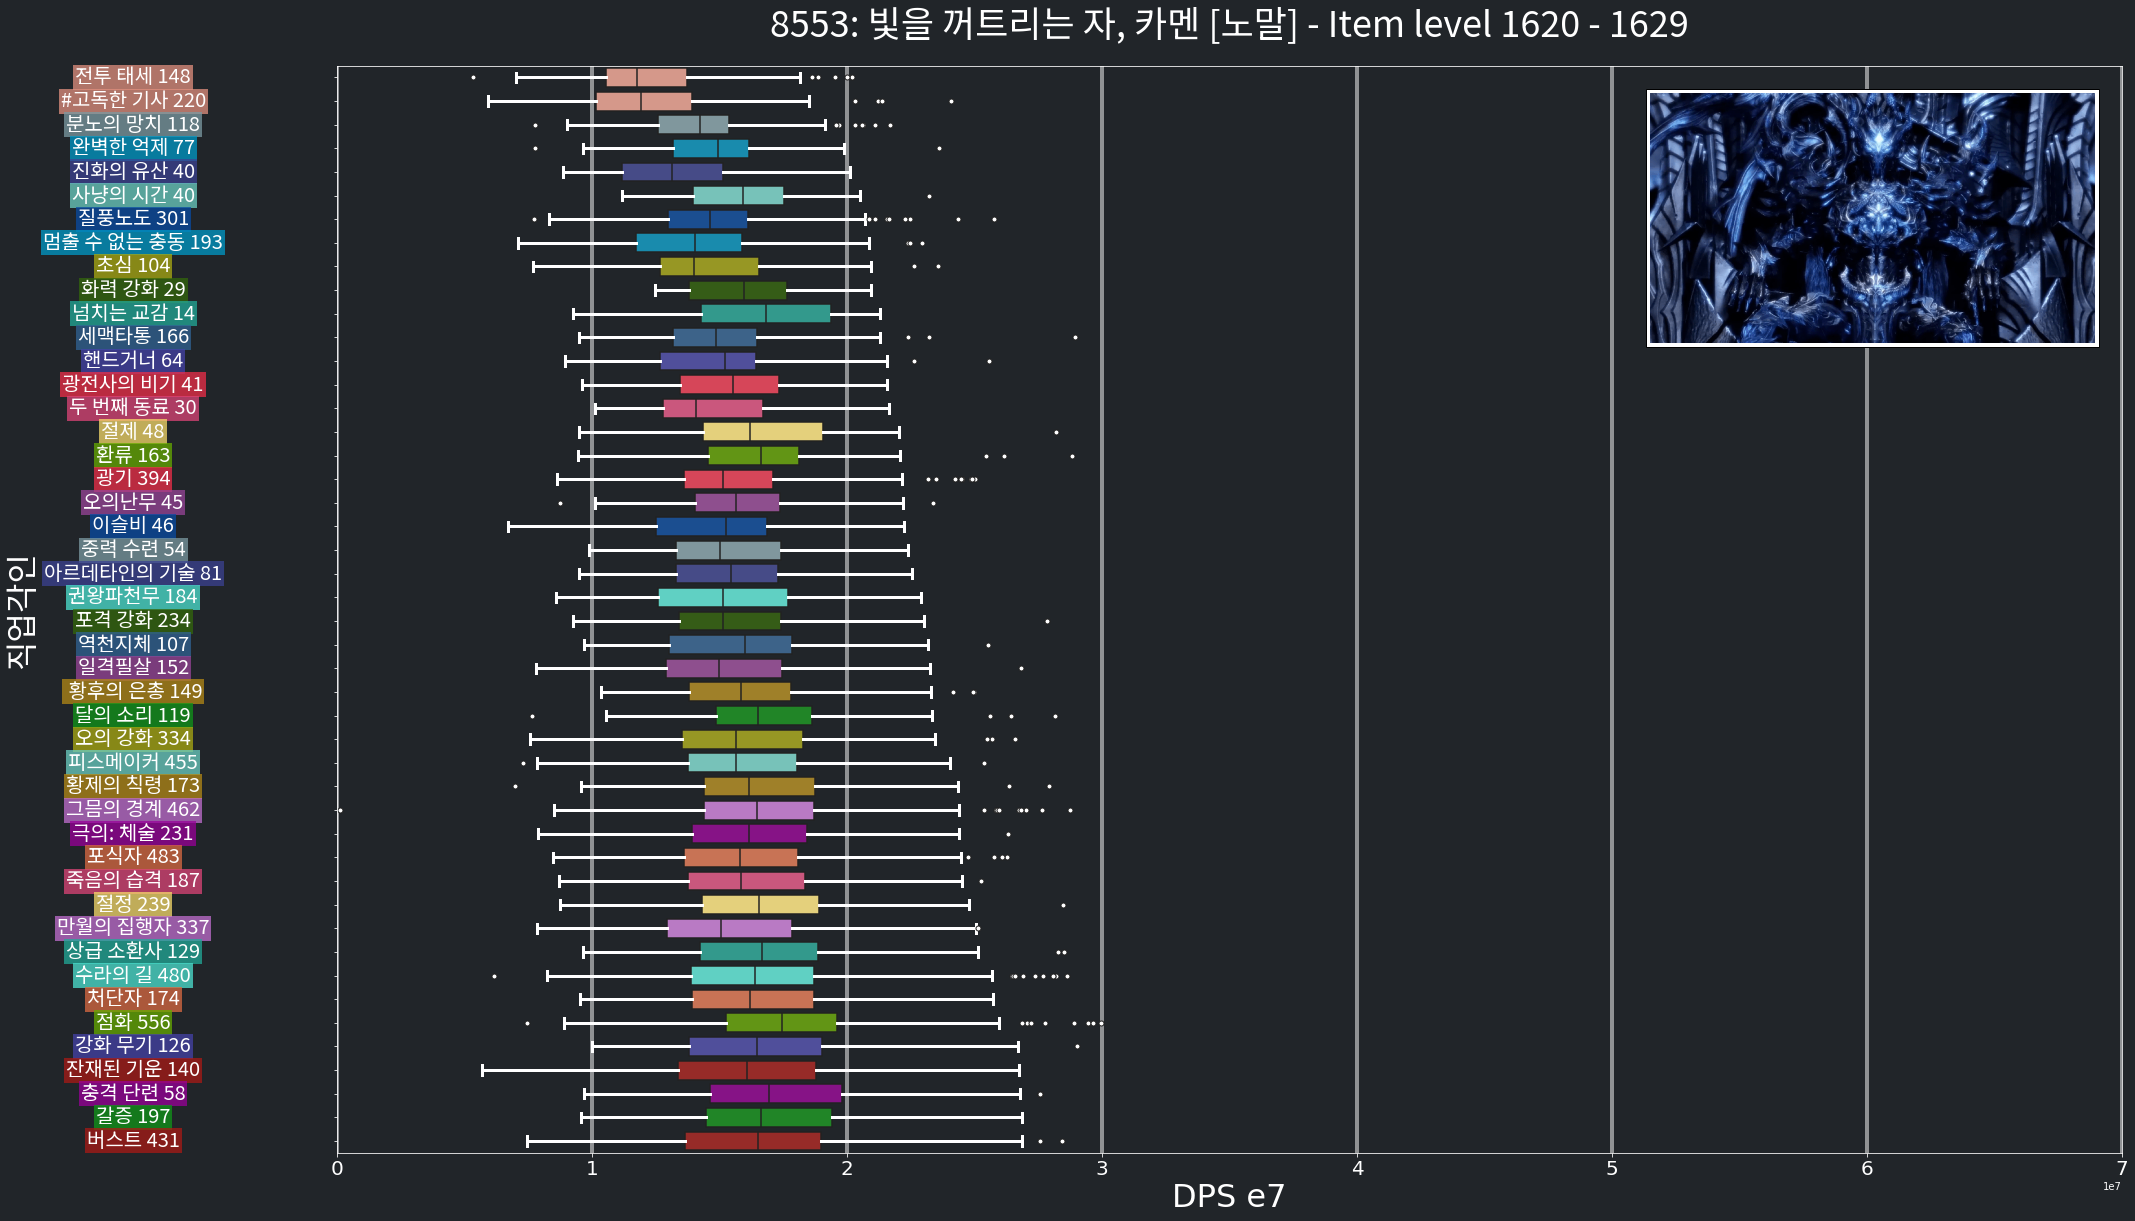 8553: 빛을 꺼트리는 자, 카멘 [노말] - Item level 1620 - 1629
직업각인
전투 태세 148
#고독한 기사 220
분노의 망치 118
완벽한 억제 77
진화의 유산 40
사냥의 시간 40
질풍노도 301
멈출 수 없는 충동 193
초심 104
화력 강화 29
넘치는 교감 14
세맥타통 166
핸드거너 64
광전사의 비기 41
두 번째 동료 30
절제 48
환류 163
광기 394
오의난무 45
이슬비 46
중력 수련 54
아르데타인의 기술 81
권왕파천무 184
포격 강화 234
역천지체 107
일격필살 152
황후의 은총 149
달의 소리 119
오의 강화 334
피스메이커 455
황제의 칙령 173
그믐의 경계 462
극의: 체술 231
포식자 483
죽음의 습격 187
절정 239
만월의 집행자 337
상급 소환사 129
수라의 길 480
처단자 174
점화 556
강화 무기 126
잔재된 기운 140
충격 단련 58
갈증 197
버스트 431
0 1 2 3 4 5 6 7
1e7
DPS e7